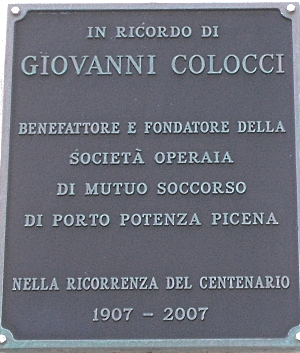 IN RICORDO DI
GIOVANNI COLOCCI
BENEFATTORE E FONDATORE DELLA
SOCIETÀ OPERAIA
DI MUTUO SOCCORSO
DI PORTO POTENZA PICENA
NELLA RICORRENZA DEL CENTENARIO
1907 - 2007